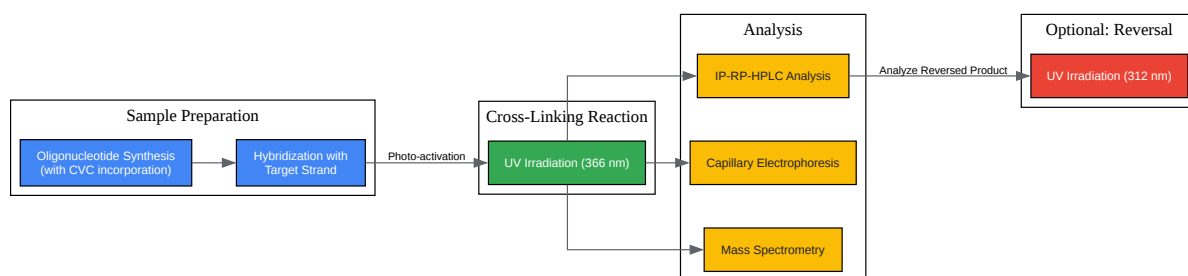 Sample Preparation
Oligonucleotide Synthesis
(with CVC incorporation)
Hybridization with
Target Strand
Photo-activation
Cross-Linking Reaction
UV Irradiation (366 nm)
Analysis
IP-RP-HPLC Analysis
Capillary Electrophoresis
Mass Spectrometry
Analyze Reversed Product
Optional: Reversal
UV Irradiation (312 nm)